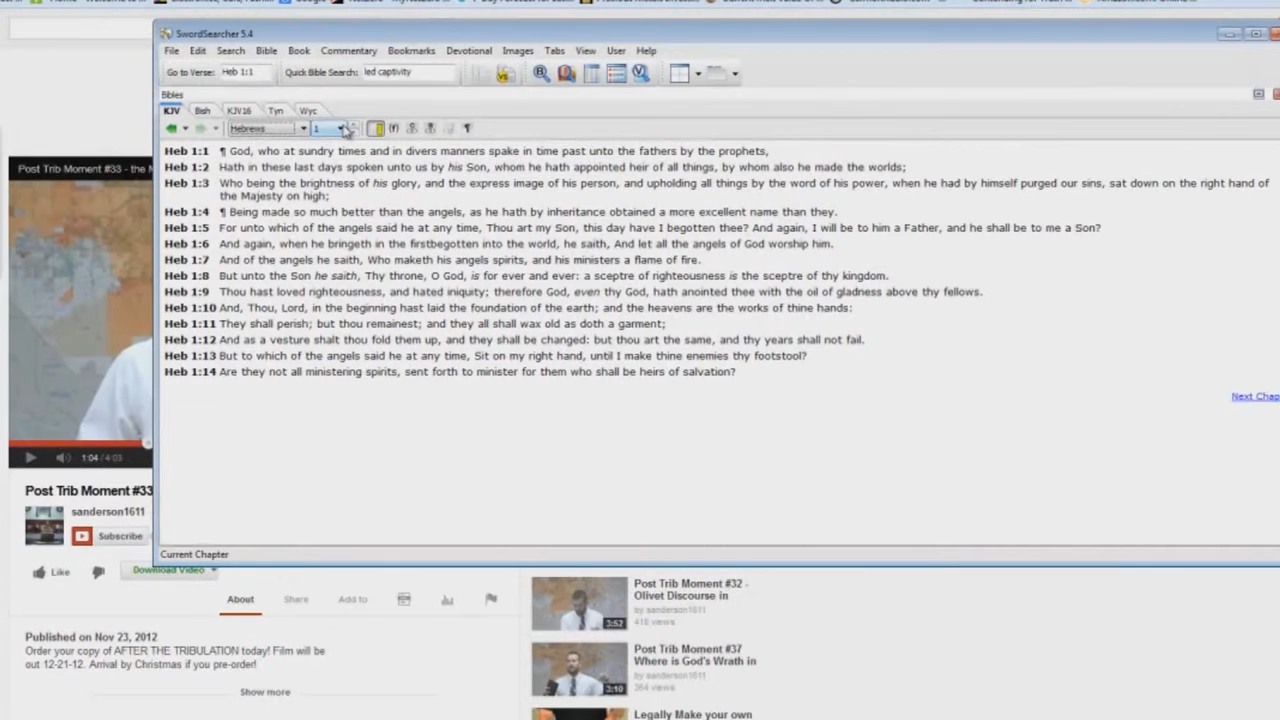 SwordSearcher 5.4
File Edit Search Bible Book Commentary Bookmarks Devotional Images Tabs View User Help
Go to Verse: Heb 1:1 Quick Bible Search: led captivity
Bibles
KJV Bish KJV16 Tyn Wyc
Hebrews 1
Heb 1:1 ¶ God, who at sundry times and in divers manners spake in time past unto the fathers by the prophets,
Heb 1:2 Hath in these last days spoken unto us by his Son, whom he hath appointed heir of all things, by whom also he made the worlds;
Heb 1:3 Who being the brightness of his glory, and the express image of his person, and upholding all things by the word of his power, when he had by himself purged our sins, sat down on the right hand of
the Majesty on high;
Heb 1:4 ¶ Being made so much better than the angels, as he hath by inheritance obtained a more excellent name than they.
Heb 1:5 For unto which of the angels said he at any time, Thou art my Son, this day have I begotten thee? And again, I will be to him a Father, and he shall be to me a Son?
Heb 1:6 And again, when he bringeth in the firstbegotten into the world, he saith, And let all the angels of God worship him.
Heb 1:7 And of the angels he saith, Who maketh his angels spirits, and his ministers a flame of fire.
Heb 1:8 But unto the Son he saith, Thy throne, O God, is for ever and ever: a sceptre of righteousness is the sceptre of thy kingdom.
Heb 1:9 Thou hast loved righteousness, and hated iniquity; therefore God, even thy God, hath anointed thee with the oil of gladness above thy fellows.
Heb 1:10 And, Thou, Lord, in the beginning hast laid the foundation of the earth; and the heavens are the works of thine hands:
Heb 1:11 They shall perish; but thou remainest; and they all shall wax old as doth a garment;
Heb 1:12 And as a vesture shalt thou fold them up, and they shall be changed: but thou art the same, and thy years shall not fail.
Heb 1:13 But to which of the angels said he at any time, Sit on my right hand, until I make thine enemies thy footstool?
Heb 1:14 Are they not all ministering spirits, sent forth to minister for them who shall be heirs of salvation?
Next Chap
Current Chapter
Post Trib Moment #33 - the
1:04 / 4:03
Post Trib Moment #33
sanderson1611
Subscribe
Like
Download Video
About Share Add to
Published on Nov 23, 2012
Order your copy of AFTER THE TRIBULATION today! Film will be
out 12-21-12. Arrival by Christmas if you pre-order!
Show more
Post Trib Moment #32 -
Olivet Discourse in
by sanderson1611
418 views
3:52
Post Trib Moment #37
Where is God's Wrath in
by sanderson1611
364 views
3:10
Legally Make your own